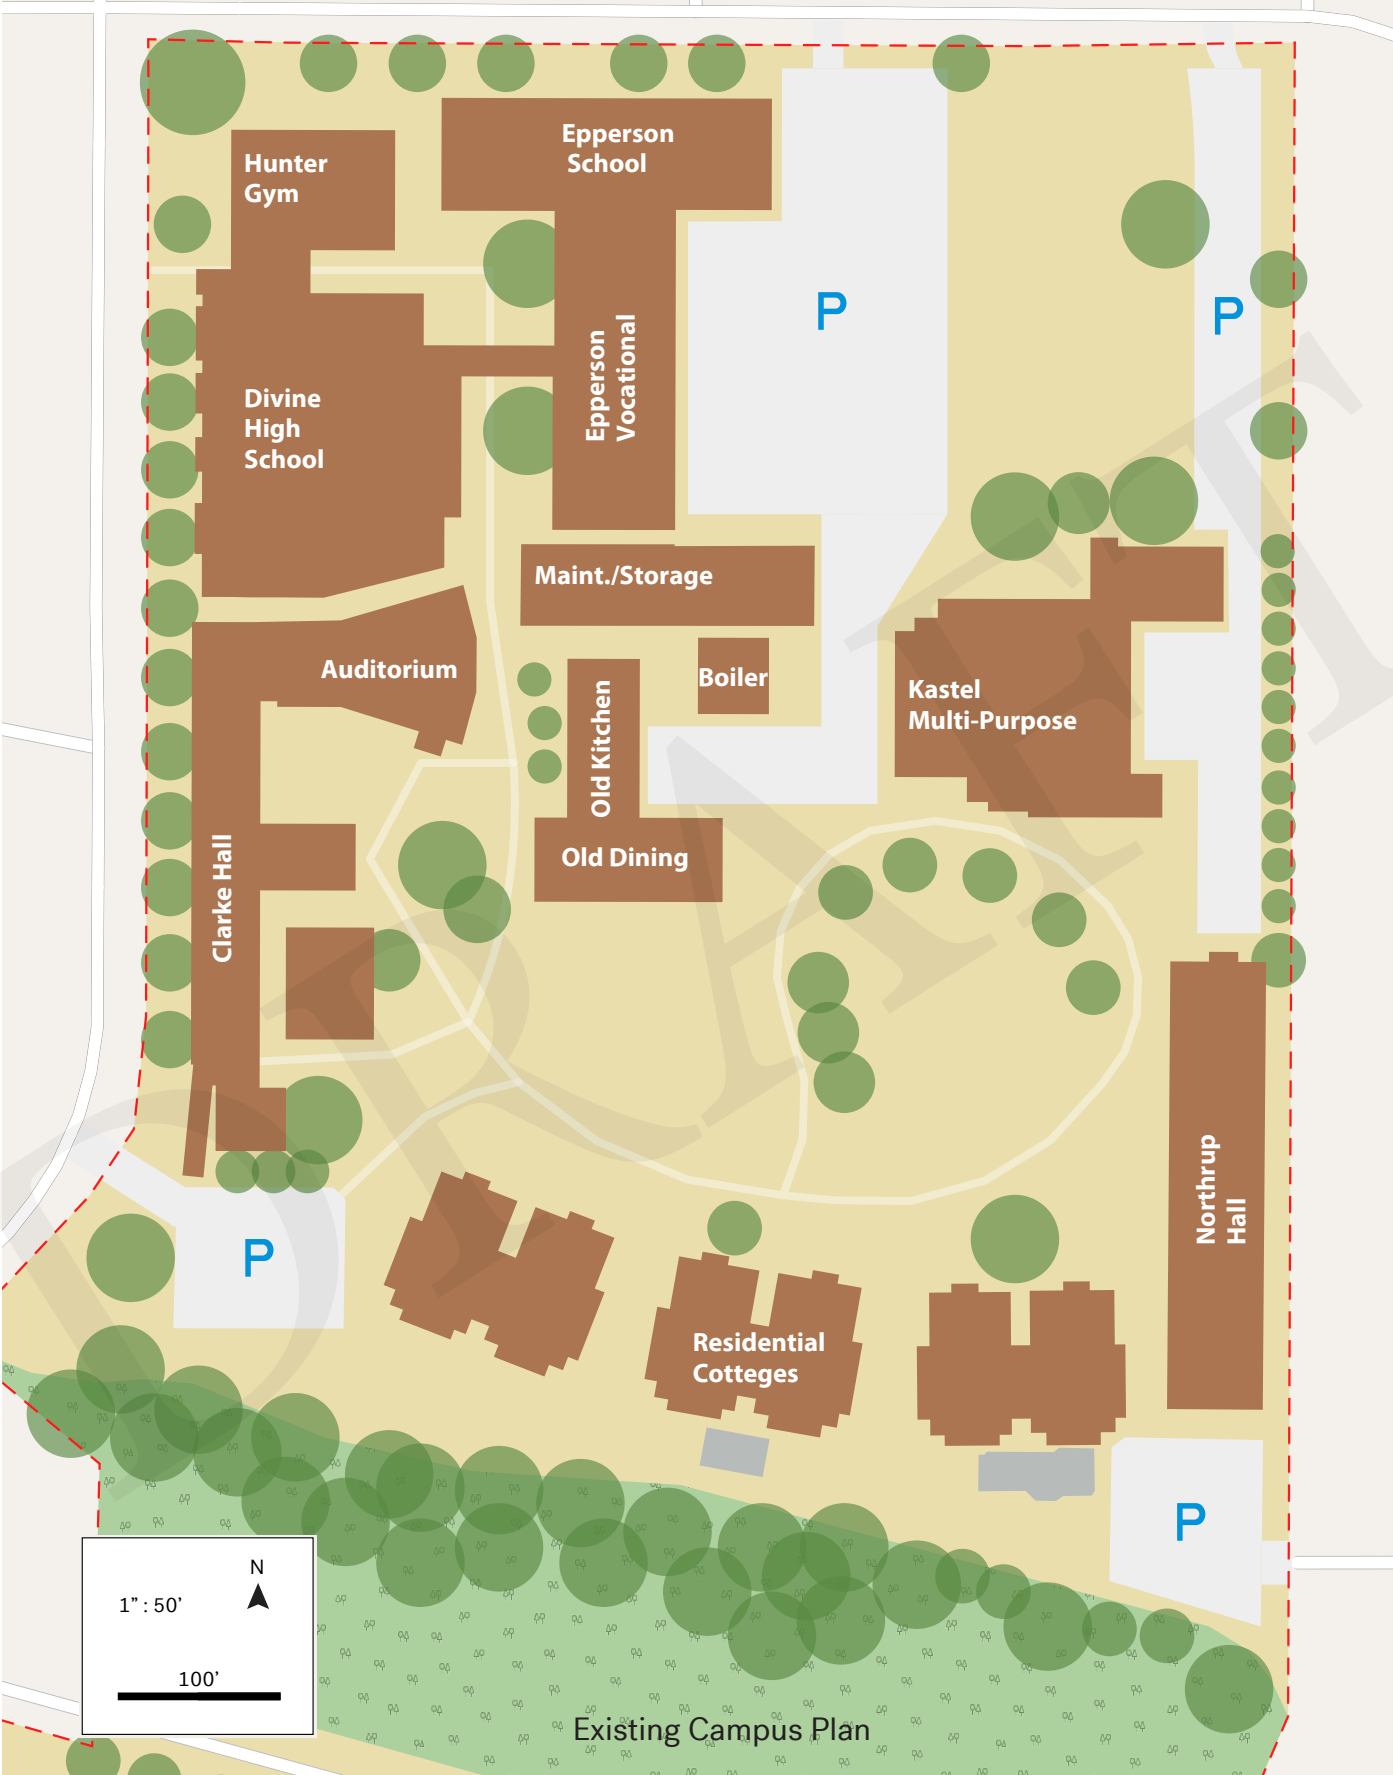 Epperson
School
Hunter
Gym
P
P
Epperson
Vocational
Divine
High
School
Maint./Storage
Auditorium
Boiler
Old Kitchen
Kastel
Multi-Purpose
Old Dining
Clarke Hall
Northrup
Hall
P
Residential
Cotteges
P
N
1” : 50’
100’
Existing Campus Plan
DRAFT